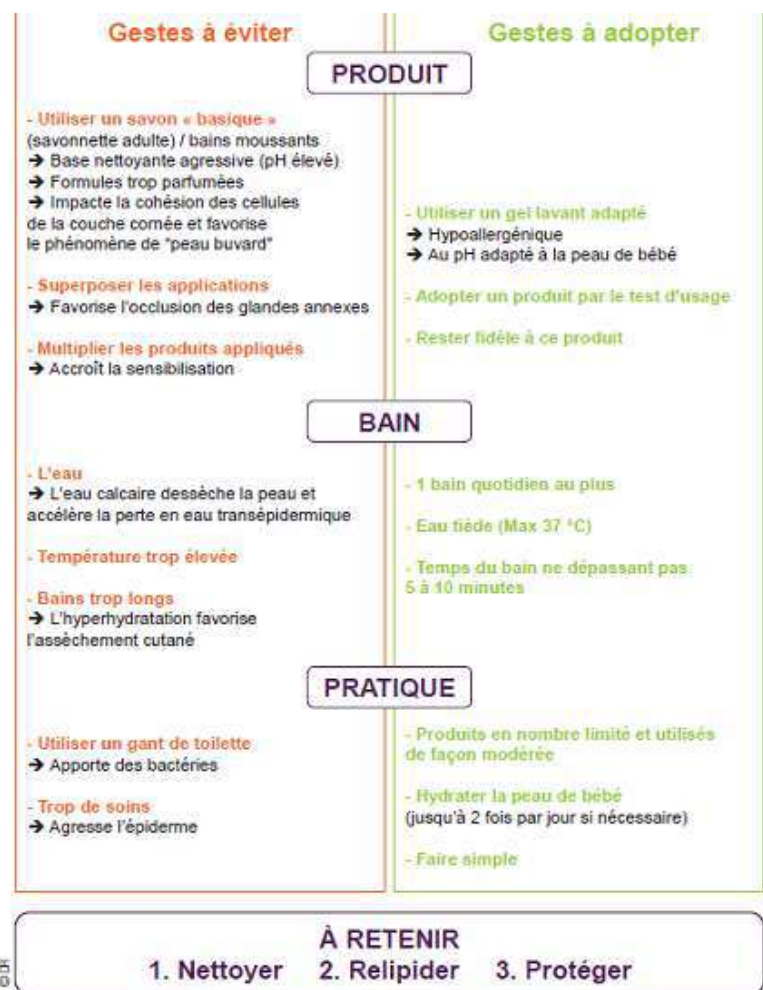 Gestes à éviter
Gestes à adopter
PRODUIT
- Utiliser un savon « basique »
(savonnette adulte) / bains moussants
➔ Base nettoyante agressive (pH élevé)
➔ Formules trop parfumées
➔ Impacte la cohésion des cellules
de la couche cornée et favorise
le phénomène de "peau buvard"
- Superposer les applications
➔ Favorise l'occlusion des glandes annexes
- Multiplier les produits appliqués
➔ Accroît la sensibilisation
- Utiliser un gel lavant adapté
➔ Hypoallergénique
➔ Au pH adapté à la peau de bébé
- Adopter un produit par le test d'usage
- Rester fidèle à ce produit
BAIN
- L'eau
➔ L'eau calcaire dessèche la peau et
accélère la perte en eau transépidermique
- Température trop élevée
- Bains trop longs
➔ L'hyperhydratation favorise
l'assèchement cutané
- 1 bain quotidien au plus
- Eau tiède (Max 37 °C)
- Temps du bain ne dépassant pas
5 à 10 minutes
PRATIQUE
- Utiliser un gant de toilette
➔ Apporte des bactéries
- Trop de soins
➔ Agresse l'épiderme
- Produits en nombre limité et utilisés
de façon modérée
- Hydrater la peau de bébé
(jusqu'à 2 fois par jour si nécessaire)
- Faire simple
À RETENIR
1. Nettoyer 2. Relipider 3. Protéger
© DR